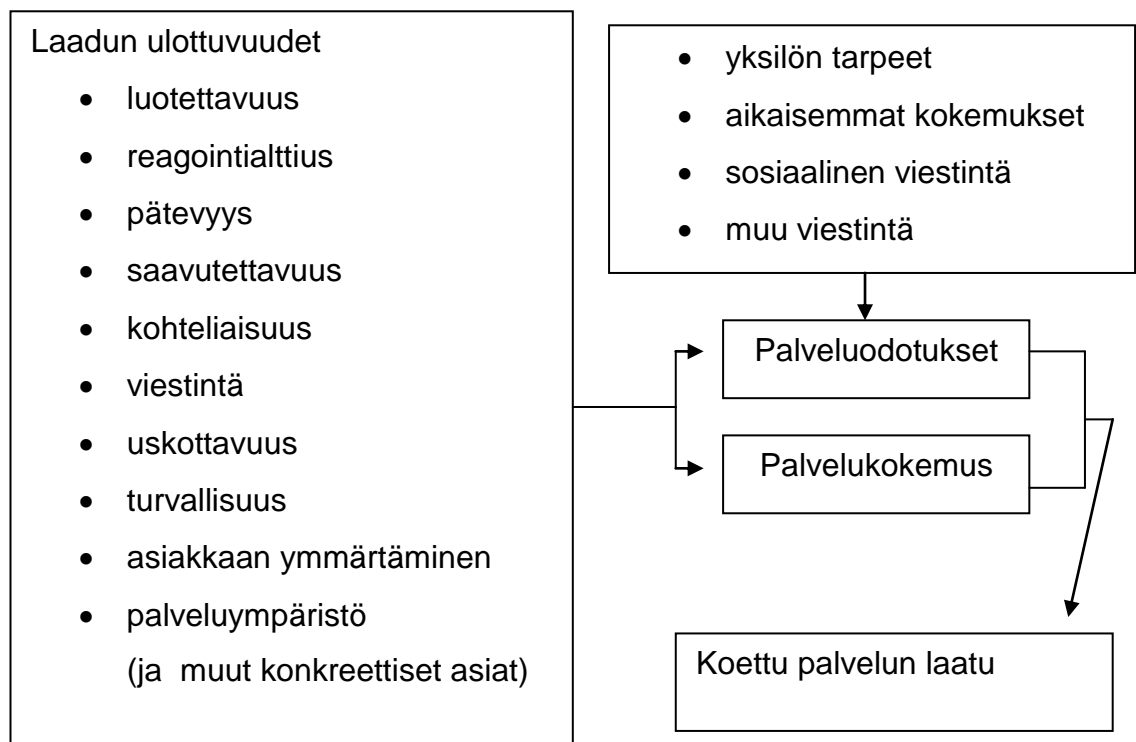 Laadun ulottuvuudet
• luotettavuus
• reagointialttius
• pätevyys
• saavutettavuus
• kohteliaisuus
• viestintä
• uskottavuus
• turvallisuus
• asiakkaan ymmärtäminen
• palveluympäristö
(ja muut konkreettiset asiat)
• yksilön tarpeet
• aikaisemmat kokemukset
• sosiaalinen viestintä
• muu viestintä
Palveluodotukset
Palvelukokemus
Koettu palvelun laatu